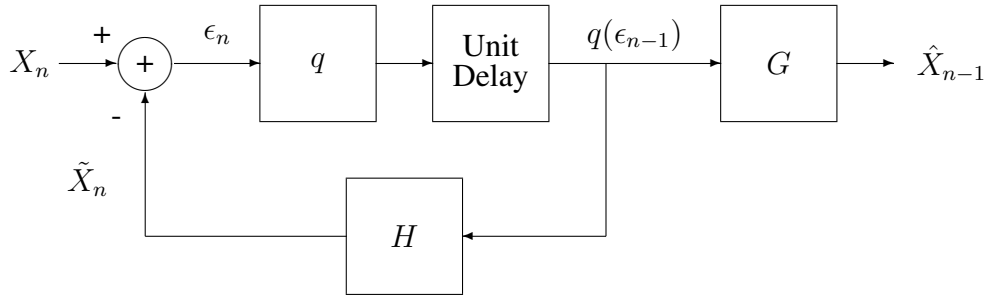 +
X_n
+
-
ϵ_n
q
Unit
Delay
q(ϵ_{n−1})
G
X̂_{n−1}
X̃_n
H